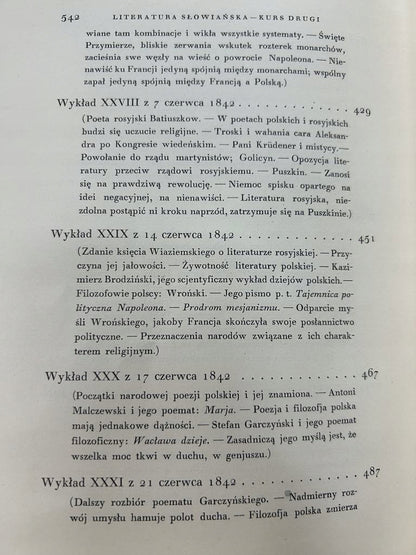 542 LITERATURA SŁOWIAŃSKA — KURS DRUGI
wiane tam kombinacje i wikła wszystkie systematy. — Święte
Przymierze, bliskie zerwania wskutek rozterek monarchów,
zacieśnia swe węzły na wieść o powrocie Napoleona. — Nie-
nawiść ku Francji jedyną spójnią między monarchami; wspólny
zapał jedyną spójnią między Francją a Polską.)
Wykład XXVIII z 7 czerwca 1842 . . . . . . . . . . . 429
(Poeta rosyjski Batiuszkow. — W poetach polskich i rosyjskich
budzi się uczucie religijne. — Troski i wahania cara Aleksan-
dra po Kongresie wiedeńskim. — Pani Krüdener i mistycy.—
Powołanie do rządu martynistów; Golicyn. — Opozycja lite-
ratury przeciw rządowi rosyjskiemu. — Puszkin. — Zanosi
się na prawdziwą rewolucję. — Niemoc spisku opartego na
idei negacyjnej, na nienawiści. — Literatura rosyjska, nie-
zdolna postąpić ni kroku naprzód, zatrzymuje się na Puszkinie.)
Wykład XXIX z 14 czerwca 1842 . . . . . . . . . . . 451
(Zdanie księcia Wiaziemskiego o literaturze rosyjskiej. — Przy-
czyna jej jałowości. — Żywotność literatury polskiej. — Kazi-
mierz Brodziński, jego scjentyficzny wykład dziejów polskich.—
Filozofowie polscy: Wroński. — Jego pismo p. t. Tajemnica po-
lityczna Napoleona. — Prodrom mesjanizmu. — Odparcie my-
śli Wrońskiego, jakoby Francja skończyła swoje posłannictwo
polityczne. — Przeznaczenia narodów związane z ich charak-
terem religijnym.)
Wykład XXX z 17 czerwca 1842 . . . . . . . . . . . . 467
(Początki narodowej poezji polskiej i jej znamiona. — Antoni
Malczewski i jego poemat: Marja. — Poezja i filozofja polska
mają jednakowe dążności. — Stefan Garczyński i jego poemat
filozoficzny: Wacława dzieje. — Zasadniczą jego myślą jest, że
wszelka moc tkwi w duchu, w genjuszu.)
Wykład XXXI z 21 czerwca 1842 . . . . . . . . . . . 487
(Dalszy rozbiór poematu Garczyńskiego. — Nadmierny roz-
wój umysłu hamuje polot ducha. — Filozofja polska zmierza